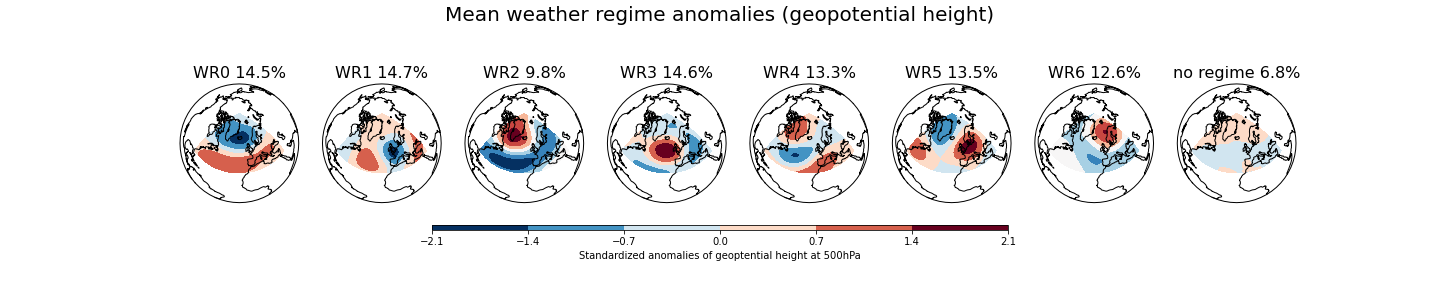 Mean weather regime anomalies (geopotential height)
WR0 14.5% WR1 14.7% WR2 9.8% WR3 14.6% WR4 13.3% WR5 13.5% WR6 12.6% no regime 6.8%
−2.1 −1.4 −0.7 0.0 0.7 1.4 2.1
Standardized anomalies of geoptential height at 500hPa